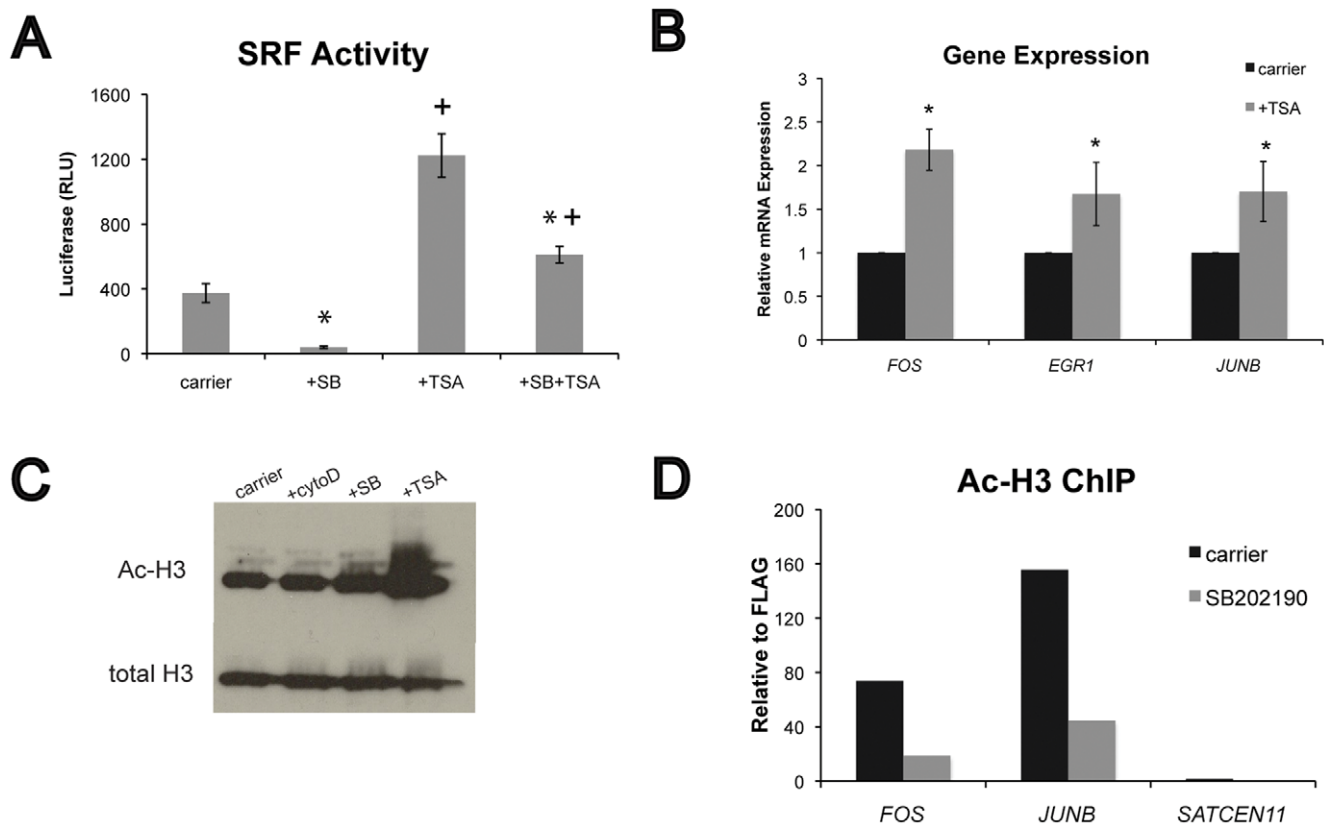 A
SRF Activity
Luciferase (RLU)
1600
1200
800
400
0
+
*
* +
carrier
+SB
+TSA
+SB+TSA
B
Gene Expression
carrier
+TSA
Relative mRNA Expression
3
2.5
2
1.5
1
0.5
0
*
*
*
FOS
EGR1
JUNB
C
carrier
+cytoD
+SB
+TSA
Ac-H3
total H3
D
Ac-H3 ChIP
Relative to FLAG
200
160
120
80
40
0
carrier
SB202190
FOS
JUNB
SATCEN11